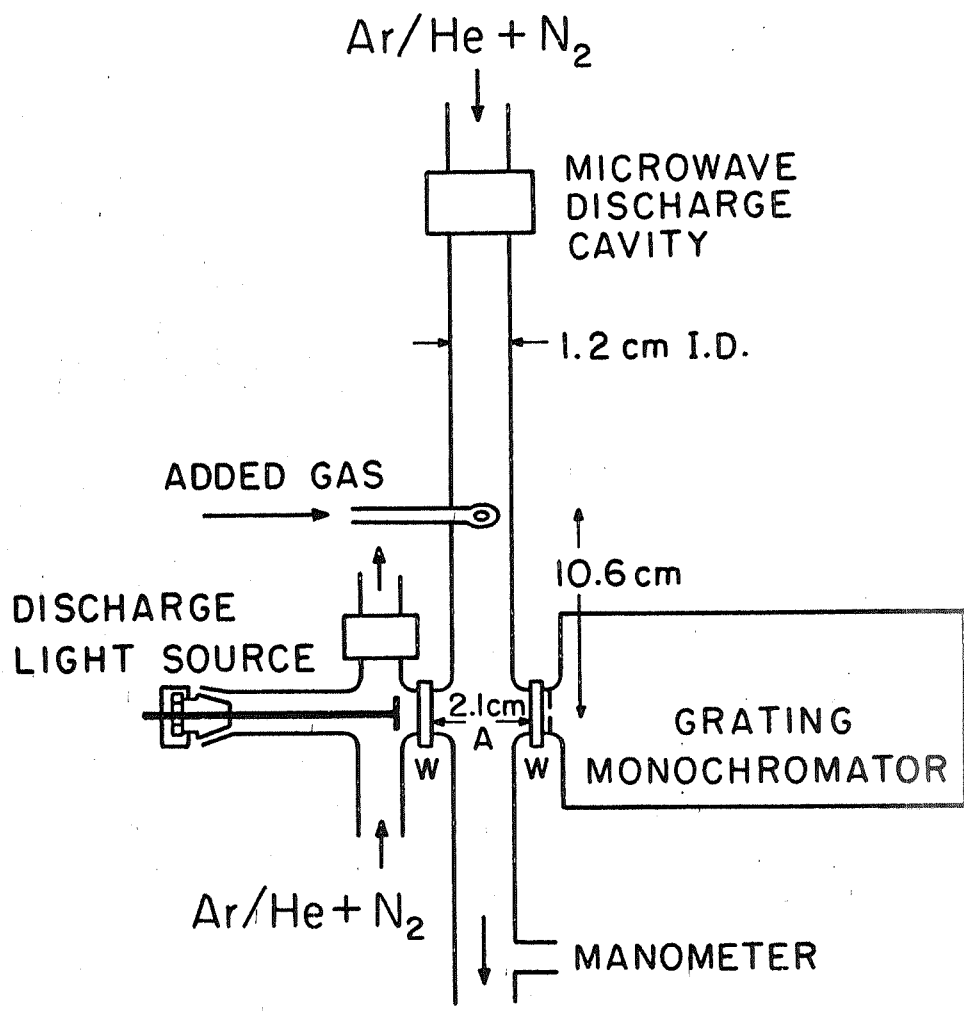 Ar/He + N₂
MICROWAVE
DISCHARGE
CAVITY
1.2 cm I.D.
ADDED GAS
10.6 cm
DISCHARGE
LIGHT SOURCE
2.1cm
A
W
W
GRATING
MONOCHROMATOR
Ar/He + N₂
MANOMETER